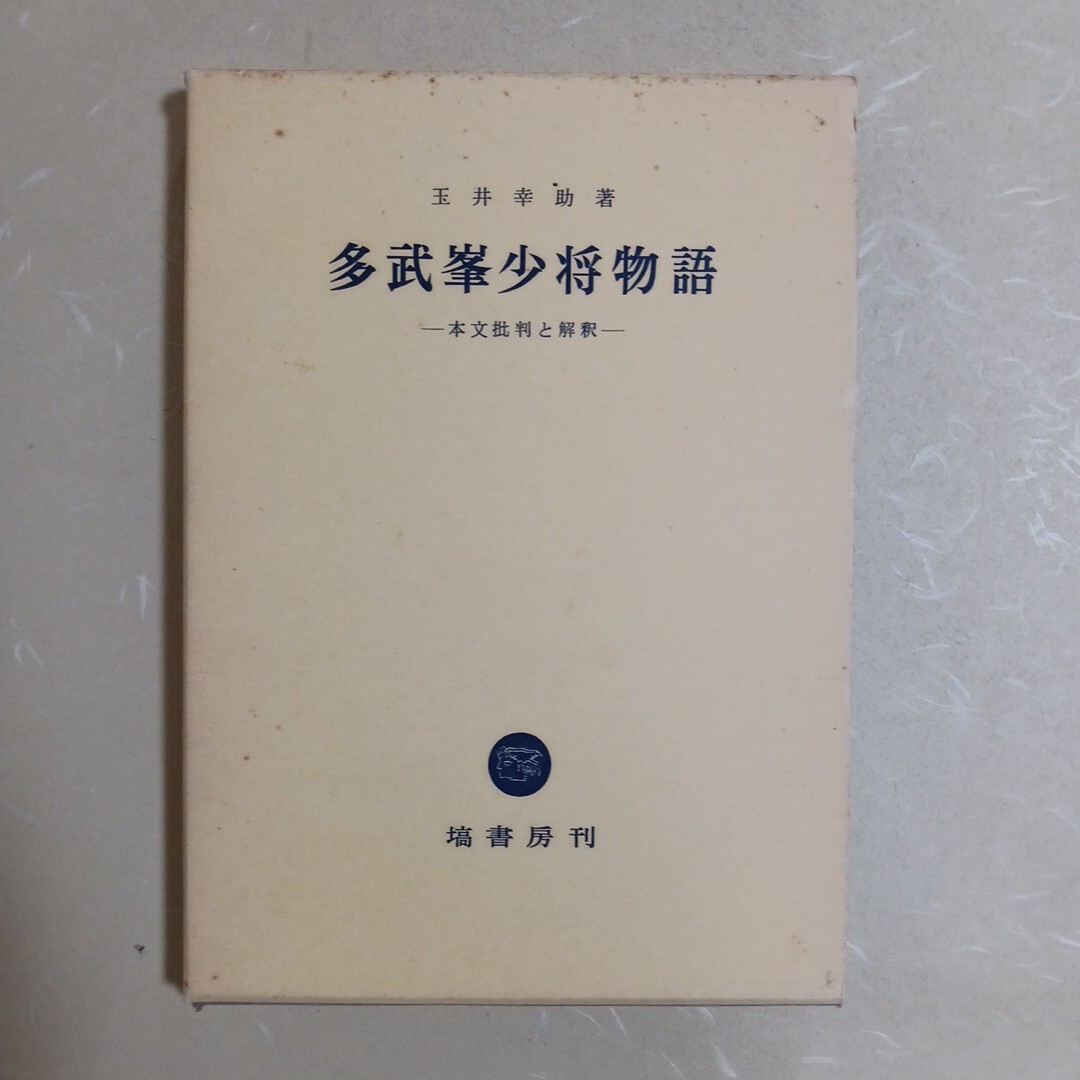 玉井幸助著
多武峯少将物語
―本文批判と解釈―
塙書房刊